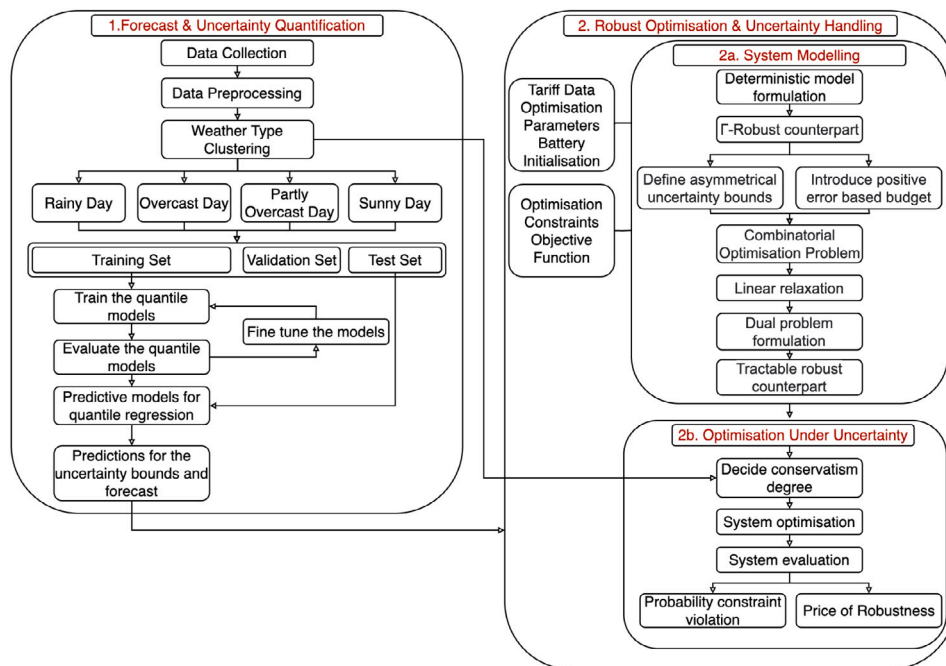 1.Forecast & Uncertainty Quantification
Data Collection
Data Preprocessing
Weather Type
Clustering
Rainy Day
Overcast Day
Partly
Overcast Day
Sunny Day
Training Set
Validation Set
Test Set
Train the quantile
models
Fine tune the models
Evaluate the quantile
models
Predictive models for
quantile regression
Predictions for the
uncertainty bounds and
forecast
2. Robust Optimisation & Uncertainty Handling
Tariff Data
Optimisation
Parameters
Battery
Initialisation
Optimisation
Constraints
Objective
Function
2a. System Modelling
Deterministic model
formulation
Γ-Robust counterpart
Define asymmetrical
uncertainty bounds
Introduce positive
error based budget
Combinatorial
Optimisation Problem
Linear relaxation
Dual problem
formulation
Tractable robust
counterpart
2b. Optimisation Under Uncertainty
Decide conservatism
degree
System optimisation
System evaluation
Probability constraint
violation
Price of Robustness